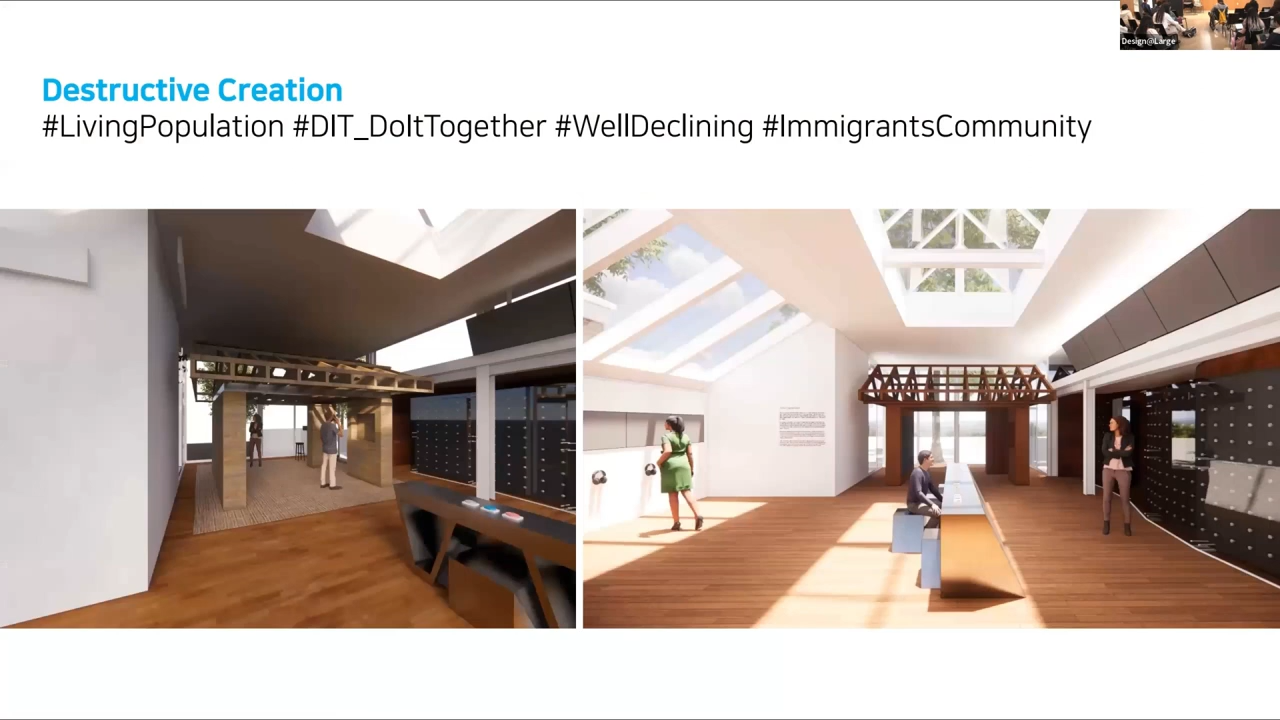 Design@Large
Destructive Creation
#LivingPopulation #DIT_DoItTogether #WellDeclining #ImmigrantsCommunity